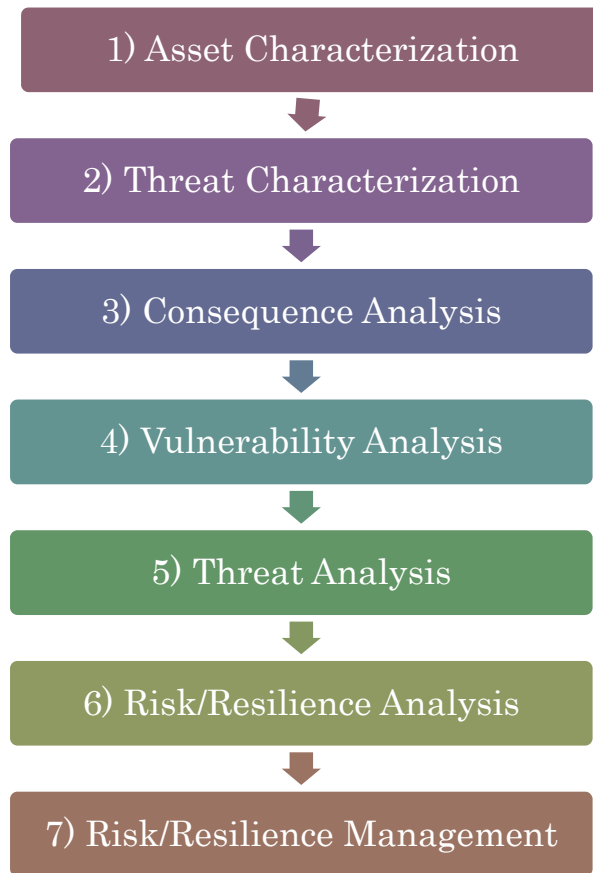 1) Asset Characterization
2) Threat Characterization
3) Consequence Analysis
4) Vulnerability Analysis
5) Threat Analysis
6) Risk/Resilience Analysis
7) Risk/Resilience Management